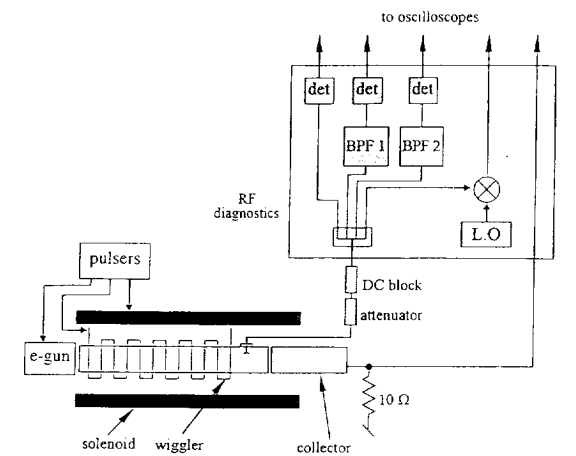 to oscilloscopes
det
det
det
BPF 1
BPF 2
RF
diagnostics
L.O
pulsers
DC block
attenuator
e-gun
10 Ω
solenoid
wiggler
collector